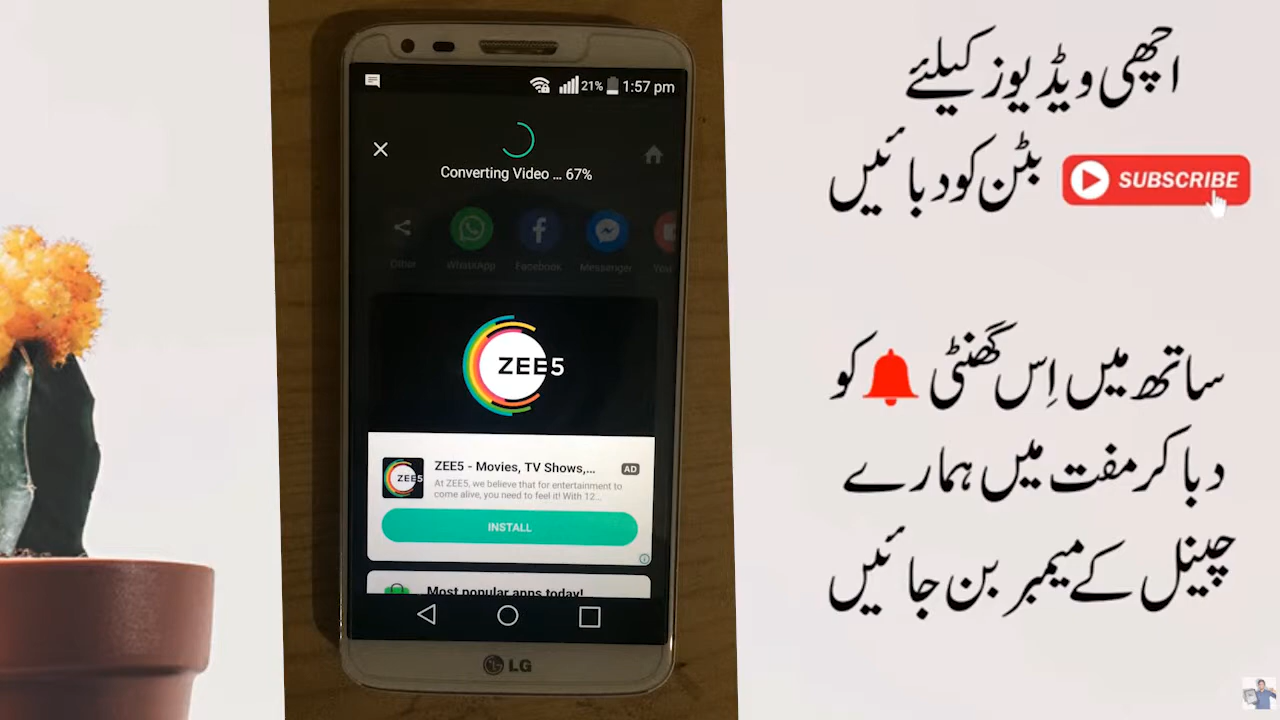 21% 1:57 pm
Converting Video ... 67%
Other WhatsApp Facebook Messenger You
ZEE5
ZEE5 - Movies, TV Shows,...
AD
At ZEE5, we believe that for entertainment to
come alive, you need to feel it! With 12...
ZEE5
INSTALL
Most popular apps today!
LG
اچھی ویڈیوز کیلئے
SUBSCRIBE بٹن کو دبائیں
ساتھ میں اِس گھنٹی کو
دبا کر مفت میں ہمارے
چینل کے میمبر بن جائیں